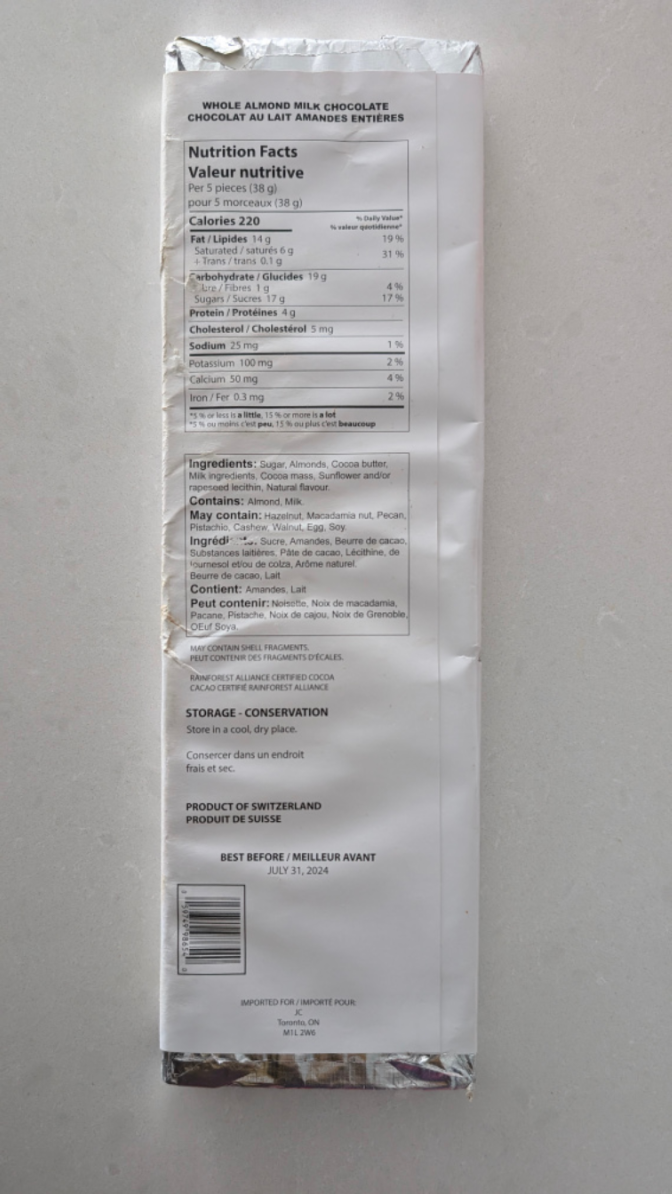 WHOLE ALMOND MILK CHOCOLATE
CHOCOLAT AU LAIT AMANDES ENTIÈRES
Nutrition Facts
Valeur nutritive
Per 5 pieces (38 g)
pour 5 morceaux (38 g)
Calories 220
% Daily Value*
% valeur quotidienne*
Fat / Lipides 14 g 19 %
Saturated / saturés 6 g
+ Trans / trans 0.1 g
31 %
Carbohydrate / Glucides 19 g
/ Fibres 1 g 4 %
Sugars / Sucres 17 g 17 %
Protein / Protéines 4 g
Cholesterol / Cholestérol 5 mg
Sodium 25 mg 1 %
Potassium 100 mg 2 %
Calcium 50 mg 4 %
Iron / Fer 0.3 mg 2 %
*5 % or less is a little, 15 % or more is a lot
*5 % ou moins c'est peu, 15 % ou plus c'est beaucoup
Ingredients: Sugar, Almonds, Cocoa butter,
Milk ingredients, Cocoa mass, Sunflower and/or
rapeseed lecithin, Natural flavour.
Contains: Almond, Milk.
May contain: Hazelnut, Macadamia nut, Pecan,
Pistachio, Cashew, Walnut, Egg, Soy.
Sucre, Amandes, Beurre de cacao,
Substances laitières, Pâte de cacao, Lécithine, de
tournesol et/ou de colza, Arôme naturel.
Beurre de cacao, Lait
Contient: Amandes, Lait
Peut contenir: Noisette, Noix de macadamia,
Pacane, Pistache, Noix de cajou, Noix de Grenoble,
OEuf Soya.
MAY CONTAIN SHELL FRAGMENTS.
PEUT CONTENIR DES FRAGMENTS D'ÉCALES.
RAINFOREST ALLIANCE CERTIFIED COCOA
CACAO CERTIFIÉ RAINFOREST ALLIANCE
STORAGE - CONSERVATION
Store in a cool, dry place.
Consercer dans un endroit
frais et sec.
PRODUCT OF SWITZERLAND
PRODUIT DE SUISSE
BEST BEFORE / MEILLEUR AVANT
JULY 31, 2024
IMPORTED FOR / IMPORTÉ POUR:
JC
Toronto, ON
M1L 2W6